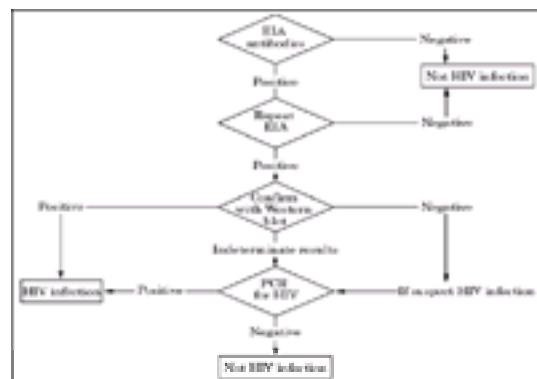 EIA
antibodies
Negative
Not HIV infection
Positive
Repeat
EIA
Negative
Positive
Confirm
with Western
blot
Positive
Negative
Indeterminate results
PCR
for HIV
HIV infection
Positive
If suspect HIV infection
Negative
Not HIV infection